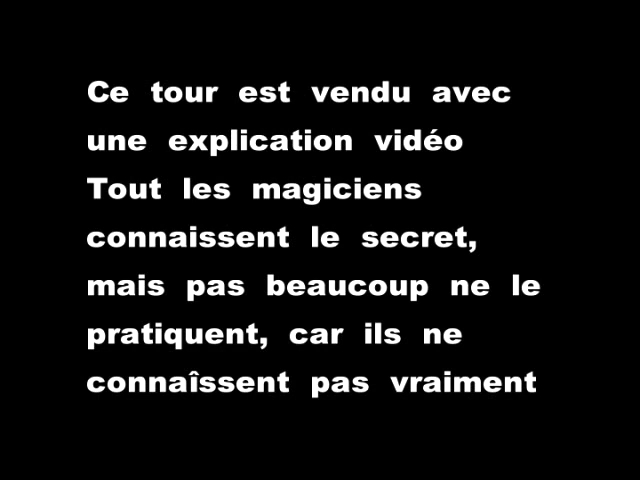 Ce tour est vendu avec
une explication vidéo
Tout les magiciens
connaissent le secret,
mais pas beaucoup ne le
pratiquent, car ils ne
connaîssent pas vraiment